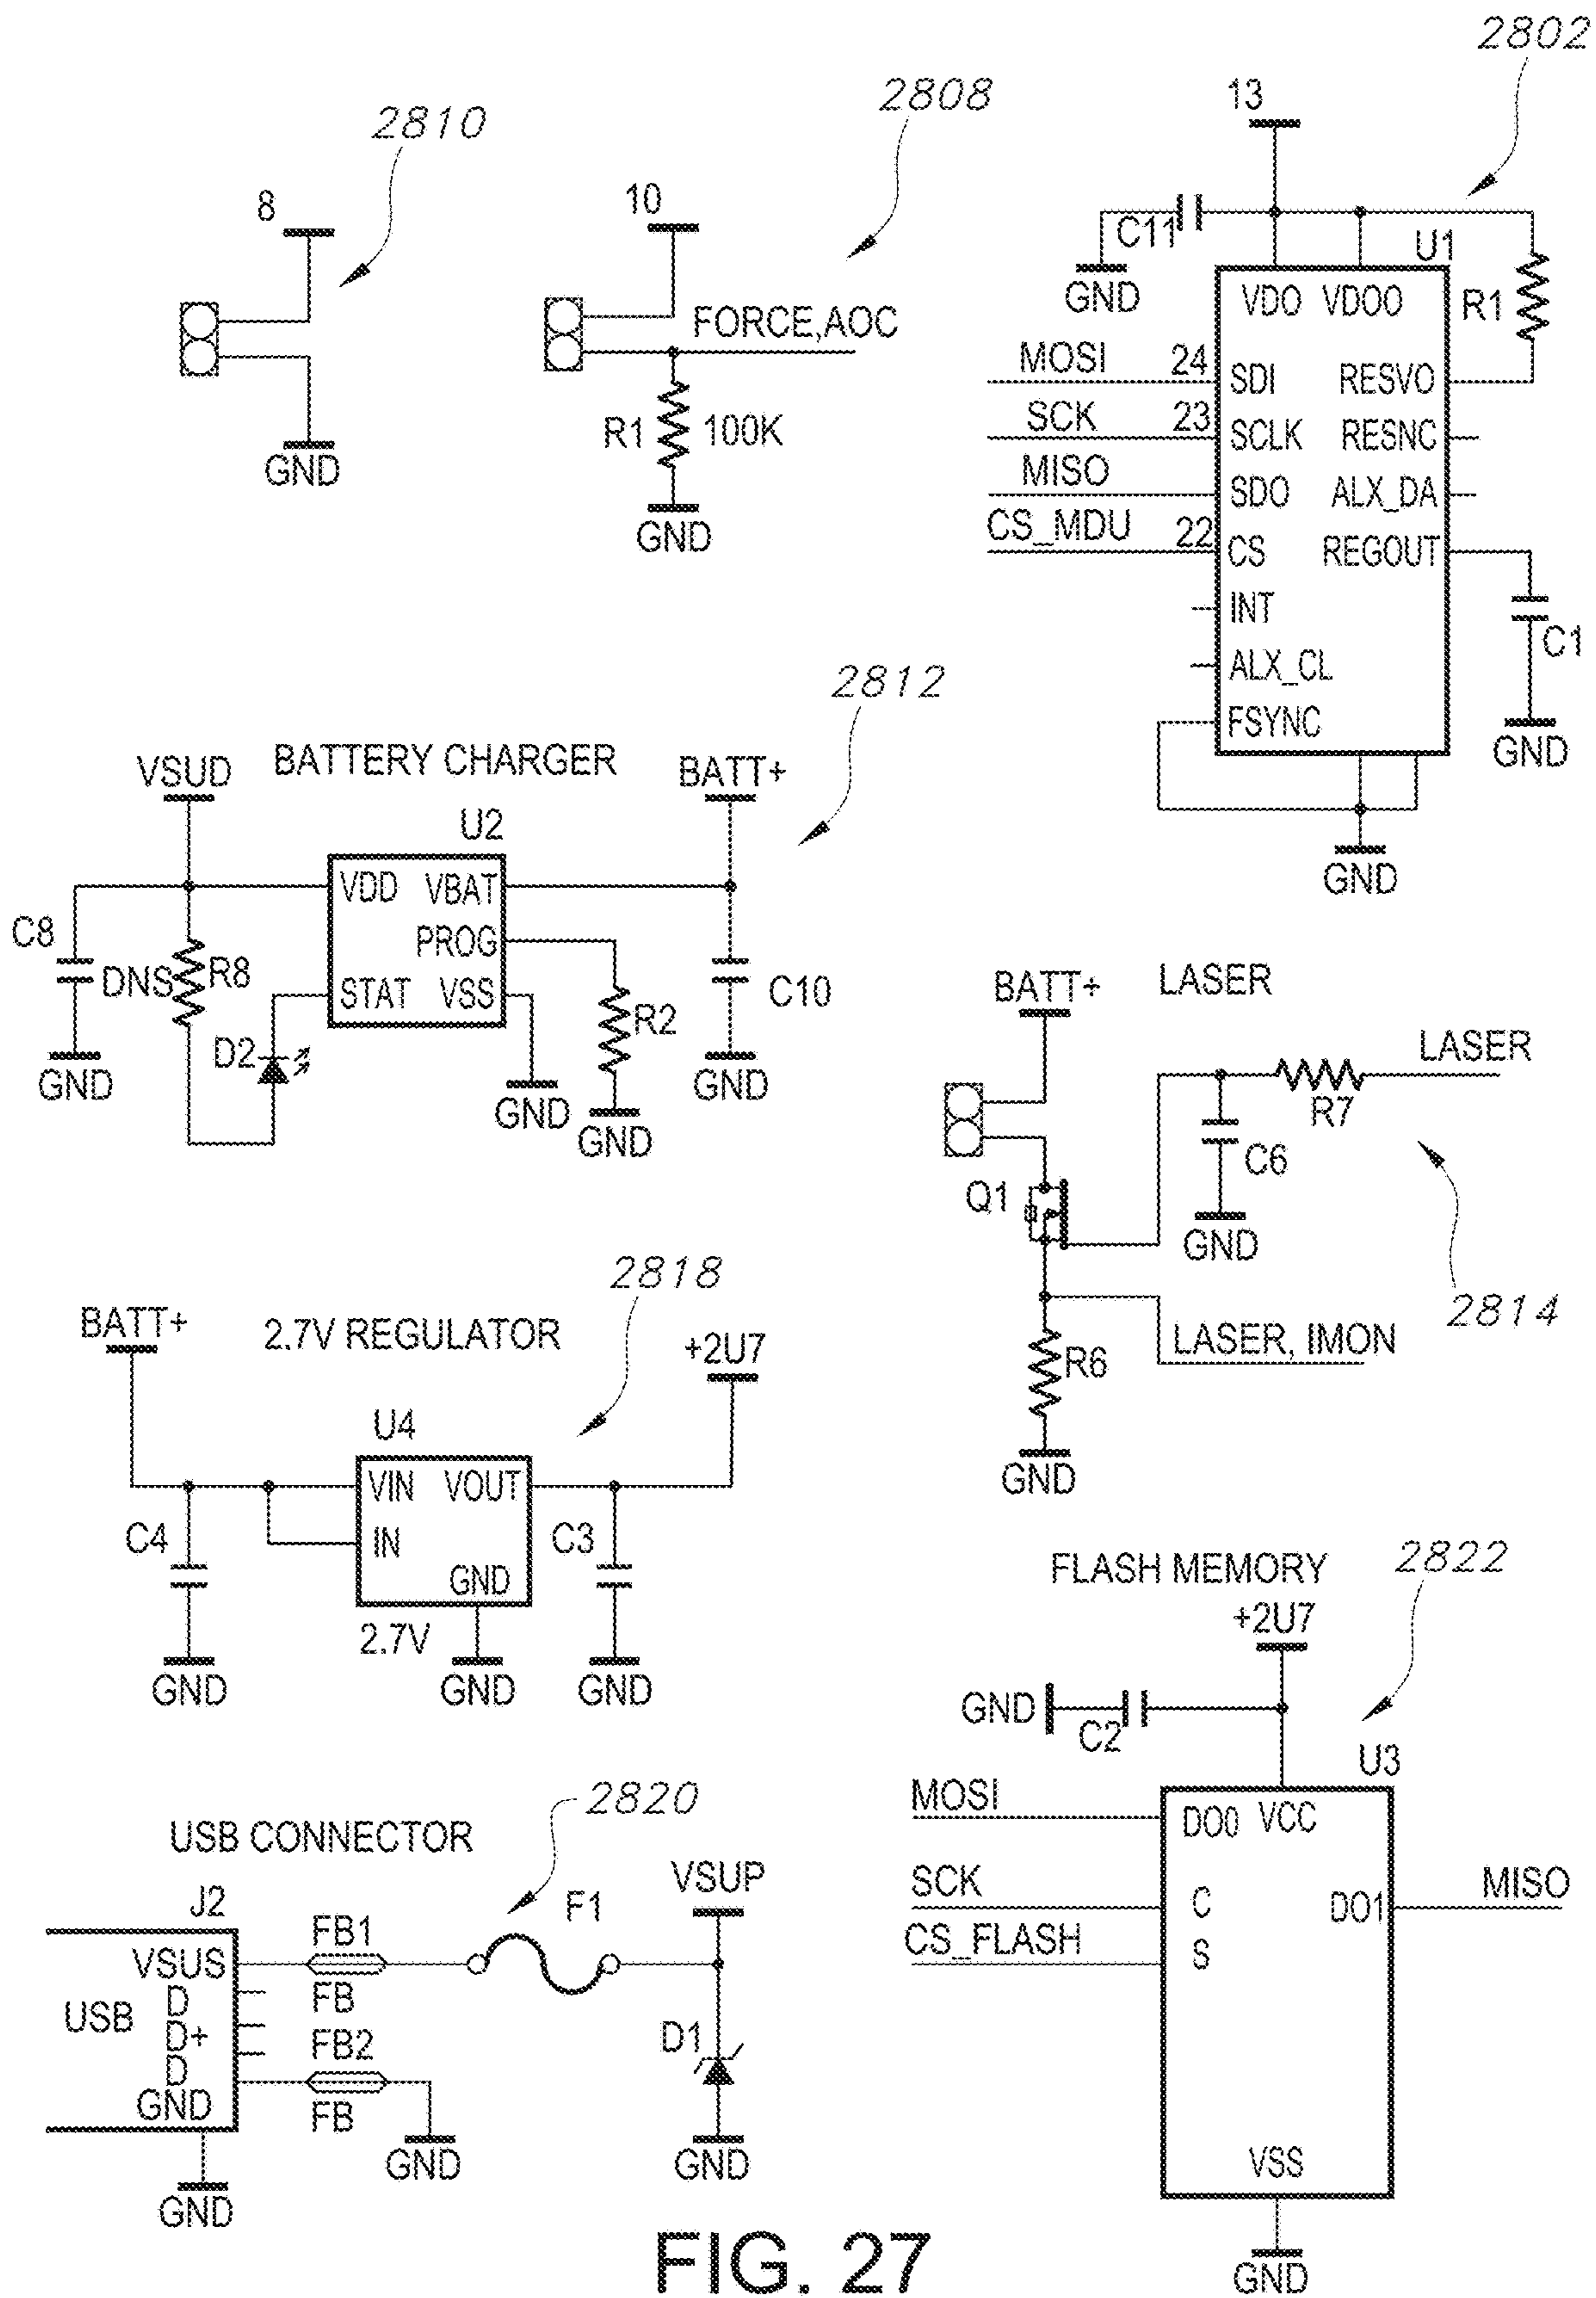 2810
8
GND
2808
10
FORCE,AOC
R1 100K
GND
2802
13
C11
GND
U1
R1
VDO VDOO
MOSI 24 SDI RESVO
SCK 23 SCLK RESNC
MISO SDO ALX_DA
CS_MDU 22 CS REGOUT
INT
C1
ALX_CL
FSYNC
GND
GND
2812
BATTERY CHARGER
VSUD
BATT+
U2
VDD VBAT
PROG
STAT VSS
C8
DNS R8
D2
R2
C10
GND
GND
GND
GND
LASER
BATT+
LASER
R7
C6
GND
Q1
2814
LASER, IMON
R6
GND
2818
BATT+
2.7V REGULATOR
+2U7
U4
VIN VOUT
IN
GND
C4
C3
2.7V
GND
GND
GND
2822
FLASH MEMORY
+2U7
GND
C2
U3
MOSI
DO0 VCC
SCK
C
DO1
MISO
CS_FLASH
S
VSS
GND
2820
USB CONNECTOR
J2
FB1
F1
VSUP
VSUS
D
FB
USB
D+
FB2
D1
D
GND
FB
GND
GND
GND
FIG. 27